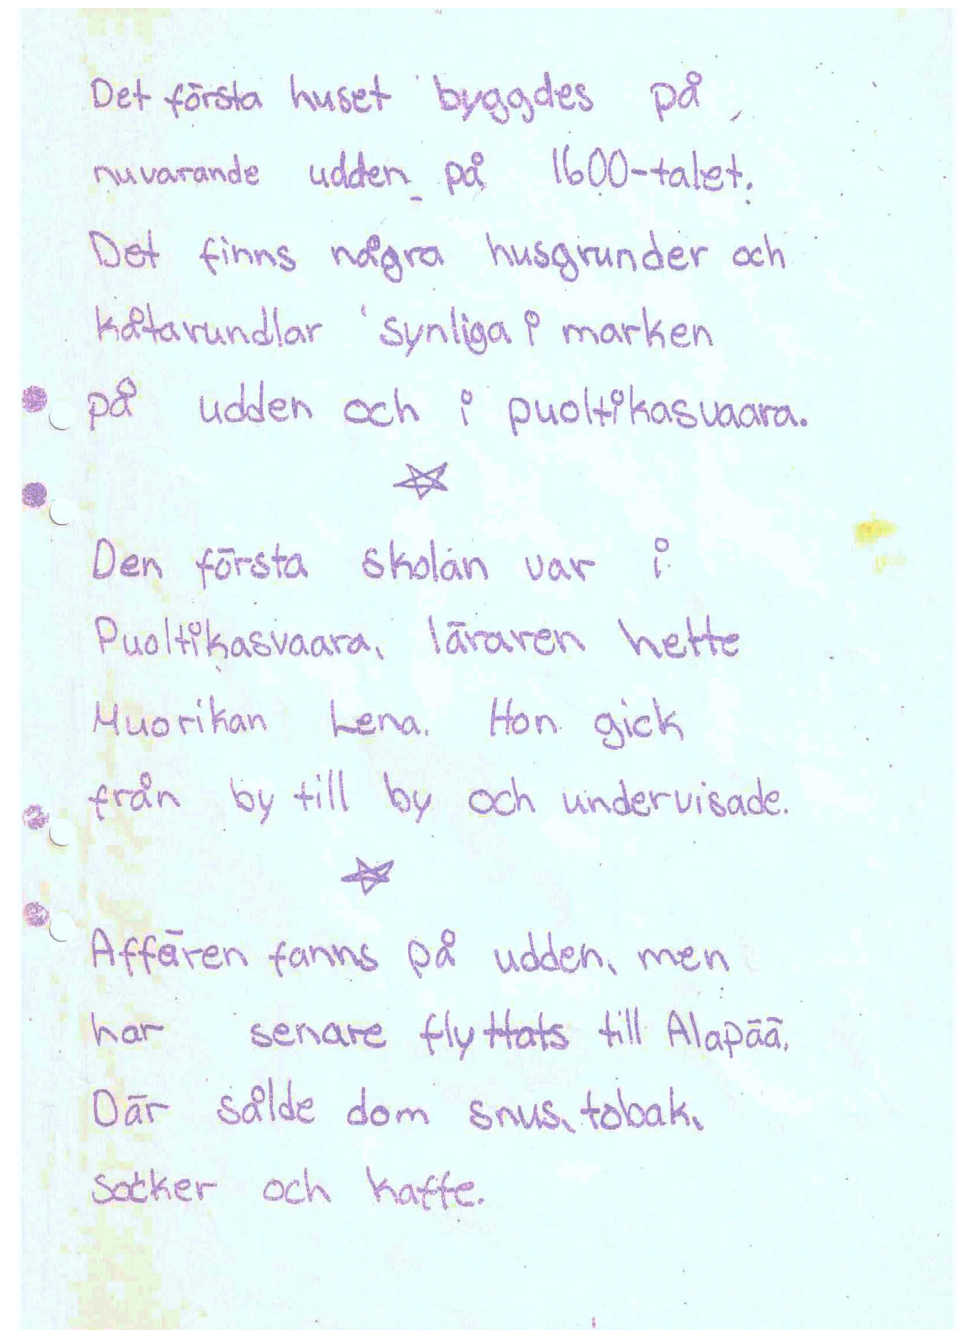 Det första huset byggdes på
nuvarande udden på 1600-talet.
Det finns några husgrunder och
kåtarundlar synliga i marken
på udden och i puoltikasvaara.
Den första skolan var i
Puoltikasvaara, läraren hette
Muorikan Lena. Hon gick
från by till by och undervisade.
Affären fanns på udden, men
har senare flyttats till Alapää.
Där sålde dom snus, tobak,
socker och kaffe.